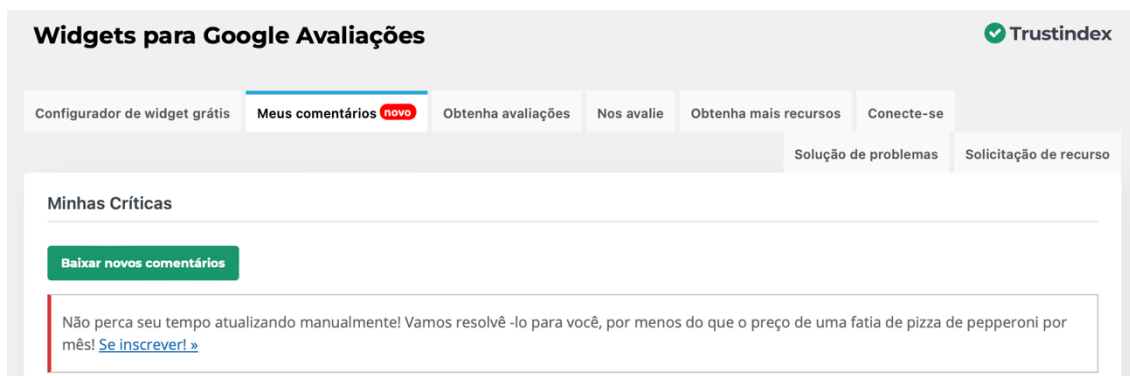 Widgets para Google Avaliações
Trustindex
Configurador de widget grátis
Meus comentários novo
Obtenha avaliações
Nos avalie
Obtenha mais recursos
Conecte-se
Solução de problemas
Solicitação de recurso
Minhas Críticas
Baixar novos comentários
Não perca seu tempo atualizando manualmente! Vamos resolvê -lo para você, por menos do que o preço de uma fatia de pizza de pepperoni por
mês! Se inscrever! »